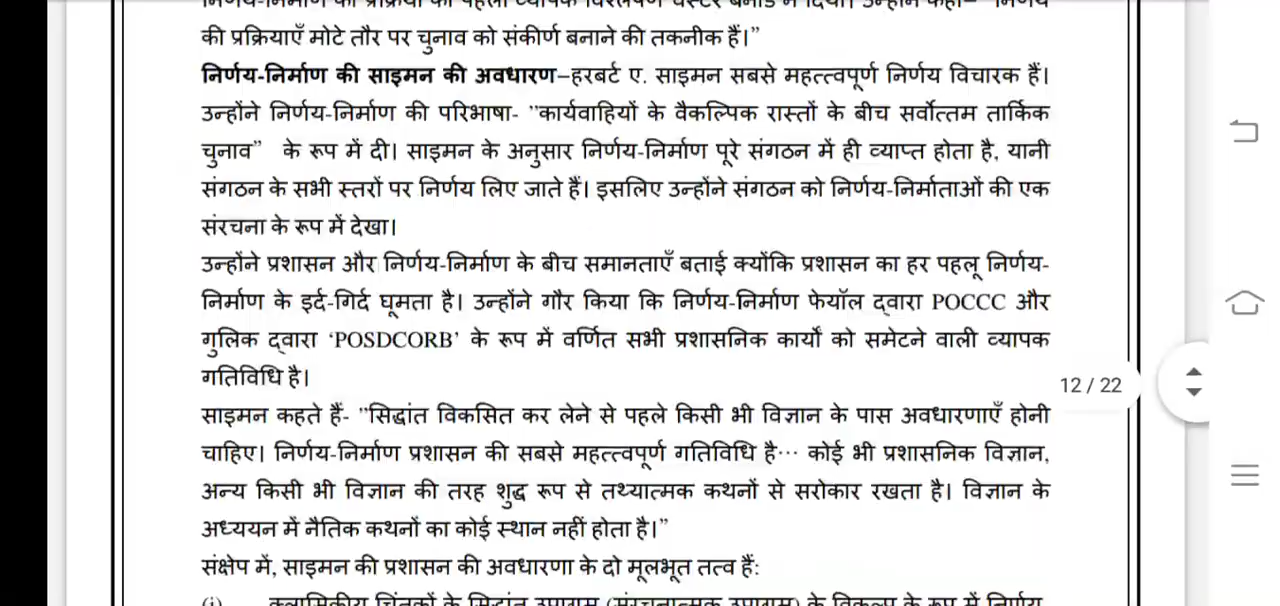 की प्रक्रियाएँ मोटे तौर पर चुनाव को संकीर्ण बनाने की तकनीक हैं।”
निर्णय-निर्माण की साइमन की अवधारण–हरबर्ट ए. साइमन सबसे महत्त्वपूर्ण निर्णय विचारक हैं।
उन्होंने निर्णय-निर्माण की परिभाषा- ''कार्यवाहियों के वैकल्पिक रास्तों के बीच सर्वोत्तम तार्किक
चुनाव” के रूप में दी। साइमन के अनुसार निर्णय-निर्माण पूरे संगठन में ही व्याप्त होता है, यानी
संगठन के सभी स्तरों पर निर्णय लिए जाते हैं। इसलिए उन्होंने संगठन को निर्णय-निर्माताओं की एक
संरचना के रूप में देखा।
उन्होंने प्रशासन और निर्णय-निर्माण के बीच समानताएँ बताई क्योंकि प्रशासन का हर पहलू निर्णय-
निर्माण के इर्द-गिर्द घूमता है। उन्होंने गौर किया कि निर्णय-निर्माण फेयॉल द्वारा POCCC और
गुलिक द्वारा ‘POSDCORB’ के रूप में वर्णित सभी प्रशासनिक कार्यों को समेटने वाली व्यापक
गतिविधि है।
12 / 22
साइमन कहते हैं- ''सिद्धांत विकसित कर लेने से पहले किसी भी विज्ञान के पास अवधारणाएँ होनी
चाहिए। निर्णय-निर्माण प्रशासन की सबसे महत्त्वपूर्ण गतिविधि है… कोई भी प्रशासनिक विज्ञान,
अन्य किसी भी विज्ञान की तरह शुद्ध रूप से तथ्यात्मक कथनों से सरोकार रखता है। विज्ञान के
अध्ययन में नैतिक कथनों का कोई स्थान नहीं होता है।”
संक्षेप में, साइमन की प्रशासन की अवधारणा के दो मूलभूत तत्व हैं: